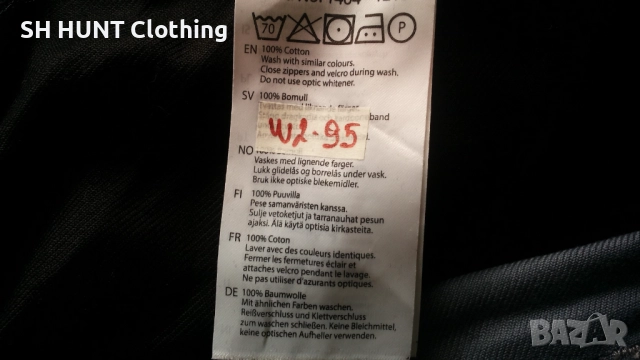 SH HUNT Clothing
70 P
EN 100% Cotton
Wash with similar colours.
Close zippers and velcro during wash.
Do not use optic whitener.
SV 100% Bomull
band
W2-95
NO
Vaskes med lignende farger.
Lukk glidelås og borrelås under vask.
Bruk ikke optiske blekemidler.
FI 100% Puuvilla
Pese samanväristen kanssa.
Sulje vetoketjut ja tarranauhat pesun
ajaksi. Älä käytä optisia kirkasteita.
FR 100% Coton
Laver avec des couleurs identiques.
Fermer les fermetures éclair et
attaches velcro pendant le lavage.
Ne pas utiliser d'azurants optiques.
DE 100% Baumwolle
Mit ähnlichen Farben waschen.
Reißverschluss und Klettverschluss
zum waschen schließen. Keine Bleichmittel,
keine optischen Aufheller verwenden.
BAZAR.bg